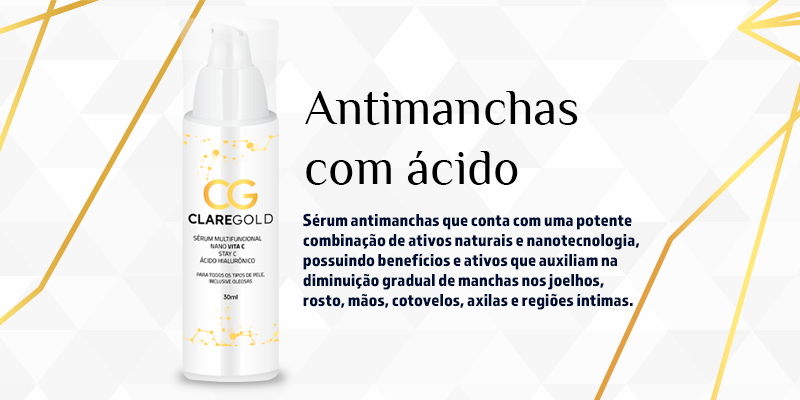 Antimanchas
com ácido
Sérum antimanchas que conta com uma potente
combinação de ativos naturais e nanotecnologia,
possuindo benefícios e ativos que auxiliam na
diminuição gradual de manchas nos joelhos,
rosto, mãos, cotovelos, axilas e regiões íntimas.
CG
CLAREGOLD
SÉRUM MULTIFUNCIONAL
NANO VITA C
STAY C
ÁCIDO HIALURÔNICO
PARA TODOS OS TIPOS DE PELE,
INCLUSIVE OLEOSAS
30ml